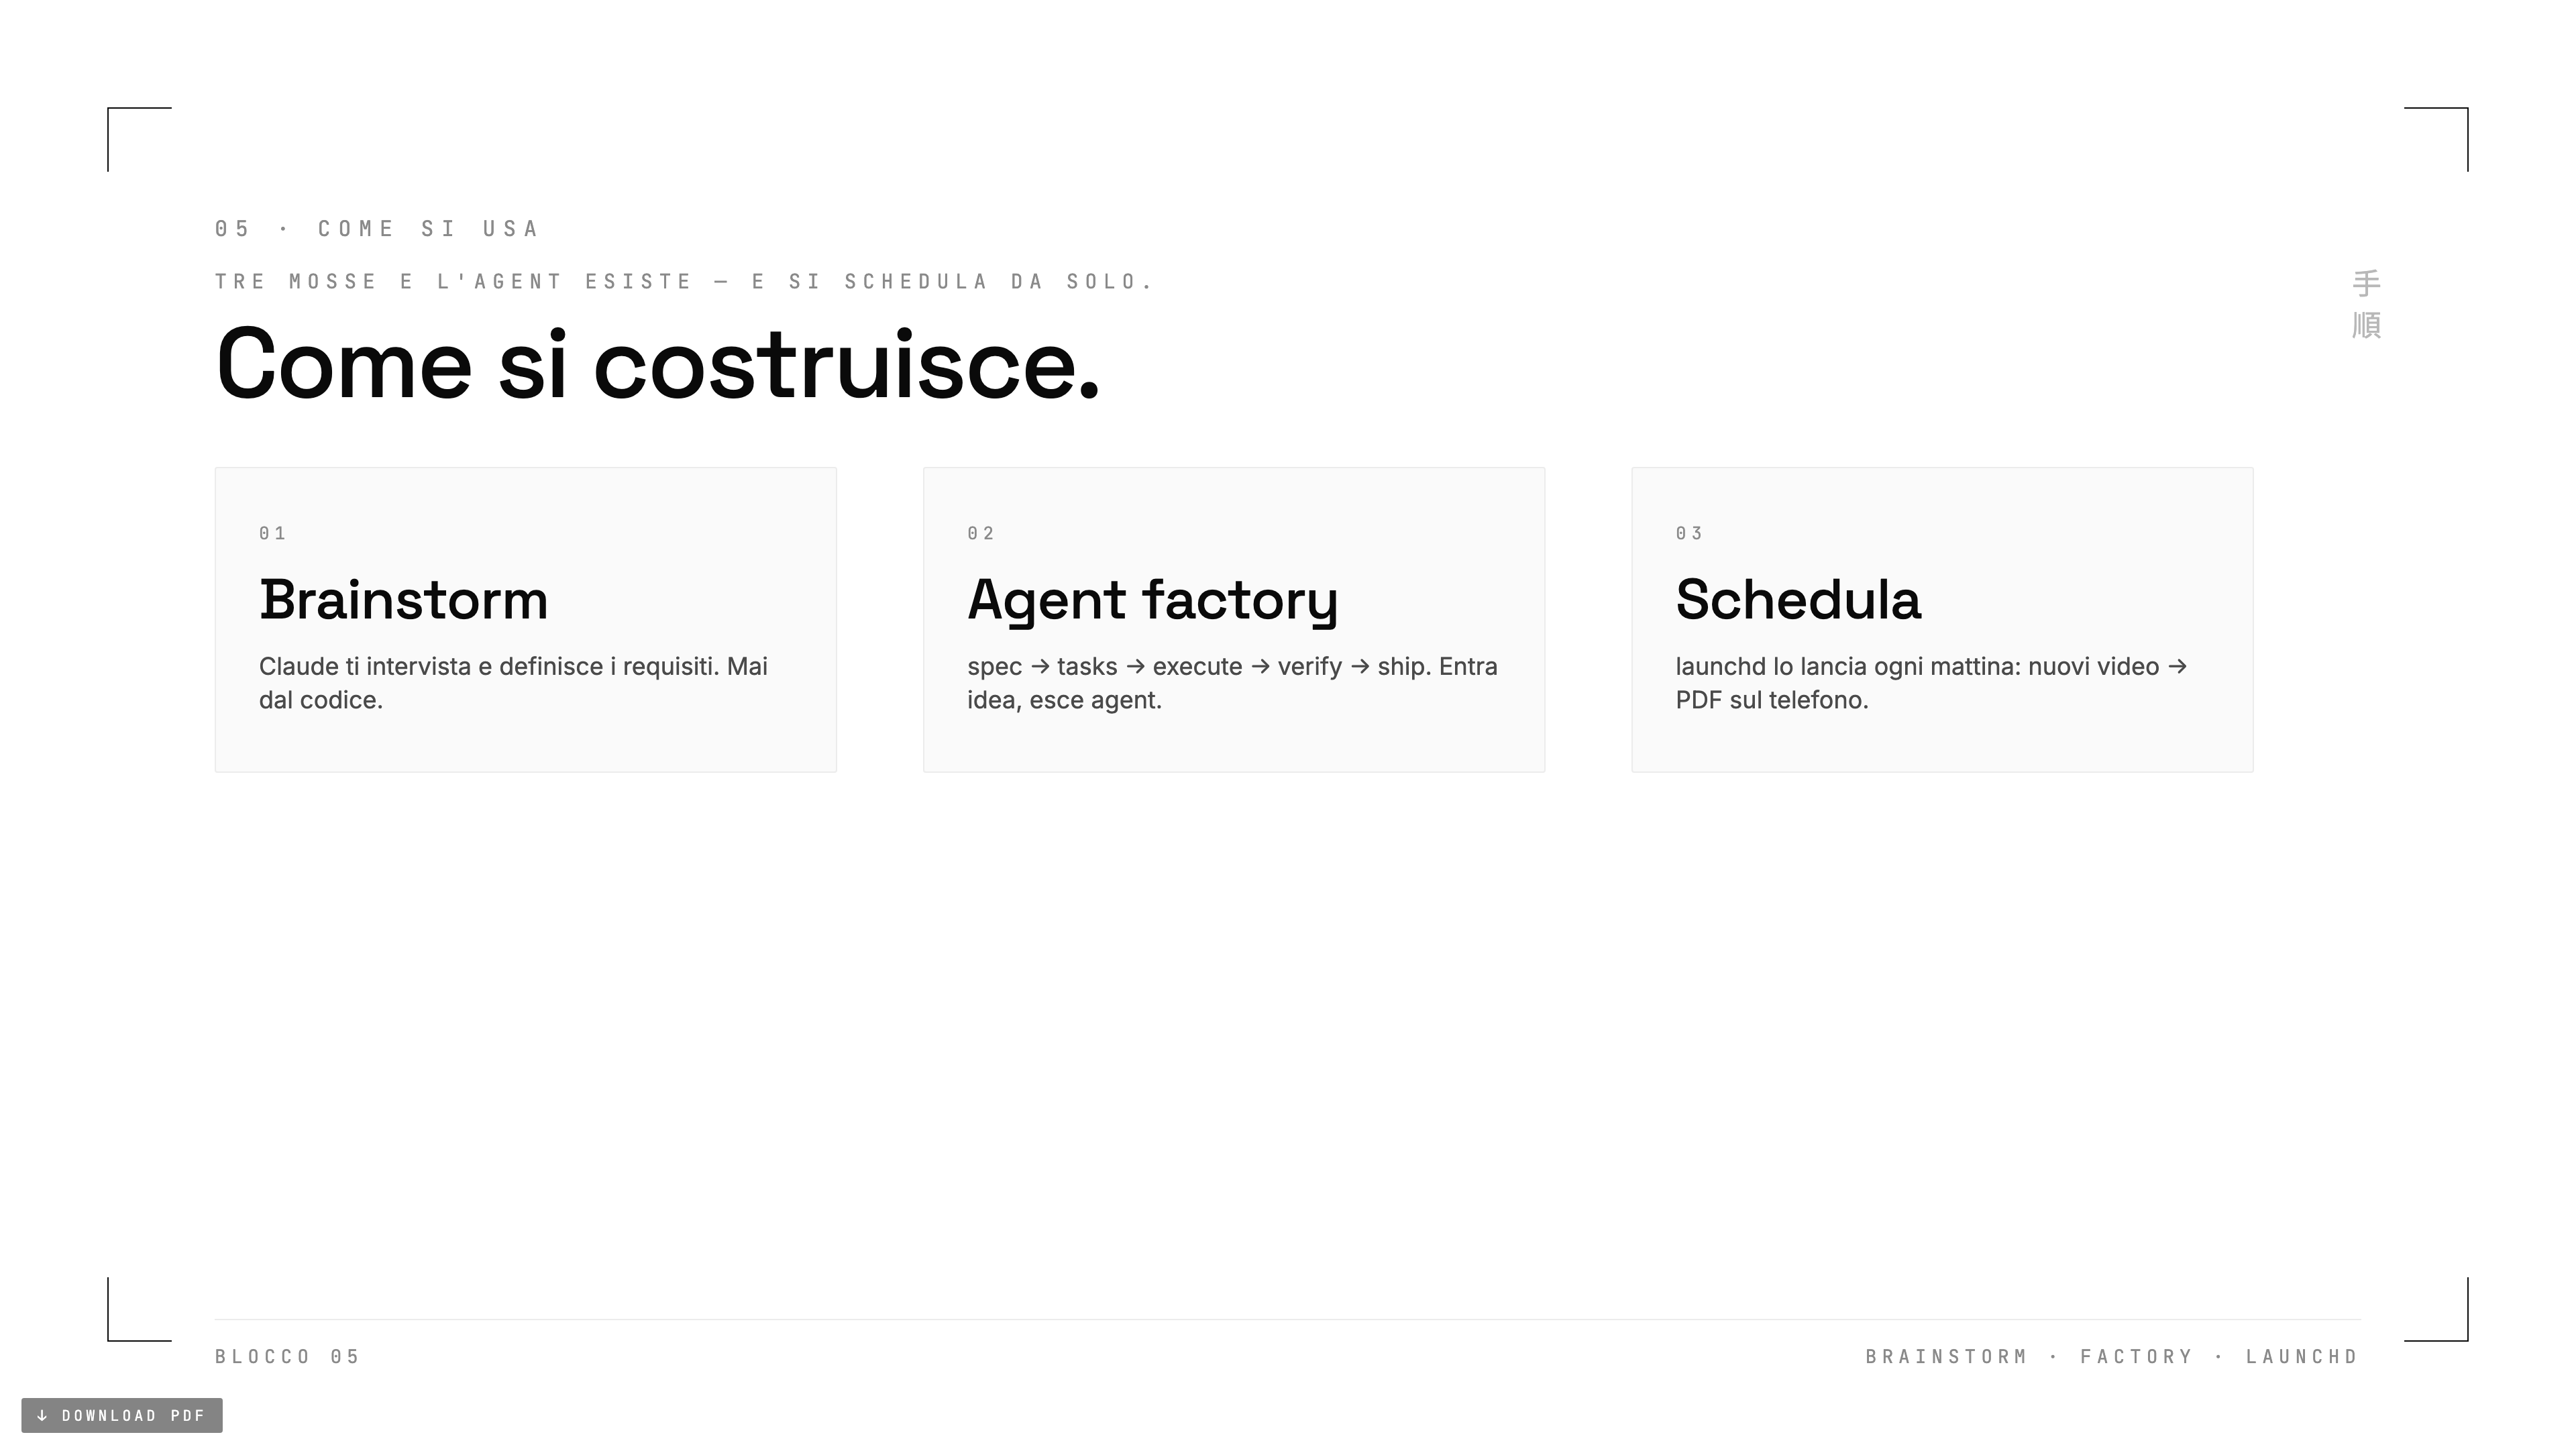 05 · COME SI USA
TRE MOSSE E L'AGENT ESISTE — E SI SCHEDULA DA SOLO.
手順
Come si costruisce.
01
Brainstorm
Claude ti intervista e definisce i requisiti. Mai
dal codice.
02
Agent factory
spec → tasks → execute → verify → ship. Entra
idea, esce agent.
03
Schedula
launchd lo lancia ogni mattina: nuovi video →
PDF sul telefono.
BLOCCO 05
BRAINSTORM · FACTORY · LAUNCHD
↓ DOWNLOAD PDF